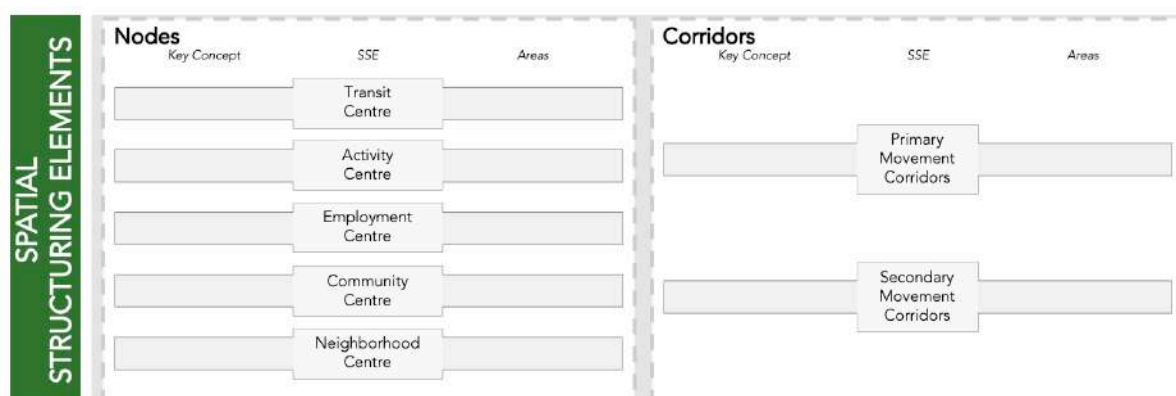 SPATIAL
STRUCTURING ELEMENTS
Nodes
Key Concept SSE Areas
Transit
Centre
Activity
Centre
Employment
Centre
Community
Centre
Neighborhood
Centre
Corridors
Key Concept SSE Areas
Primary
Movement
Corridors
Secondary
Movement
Corridors